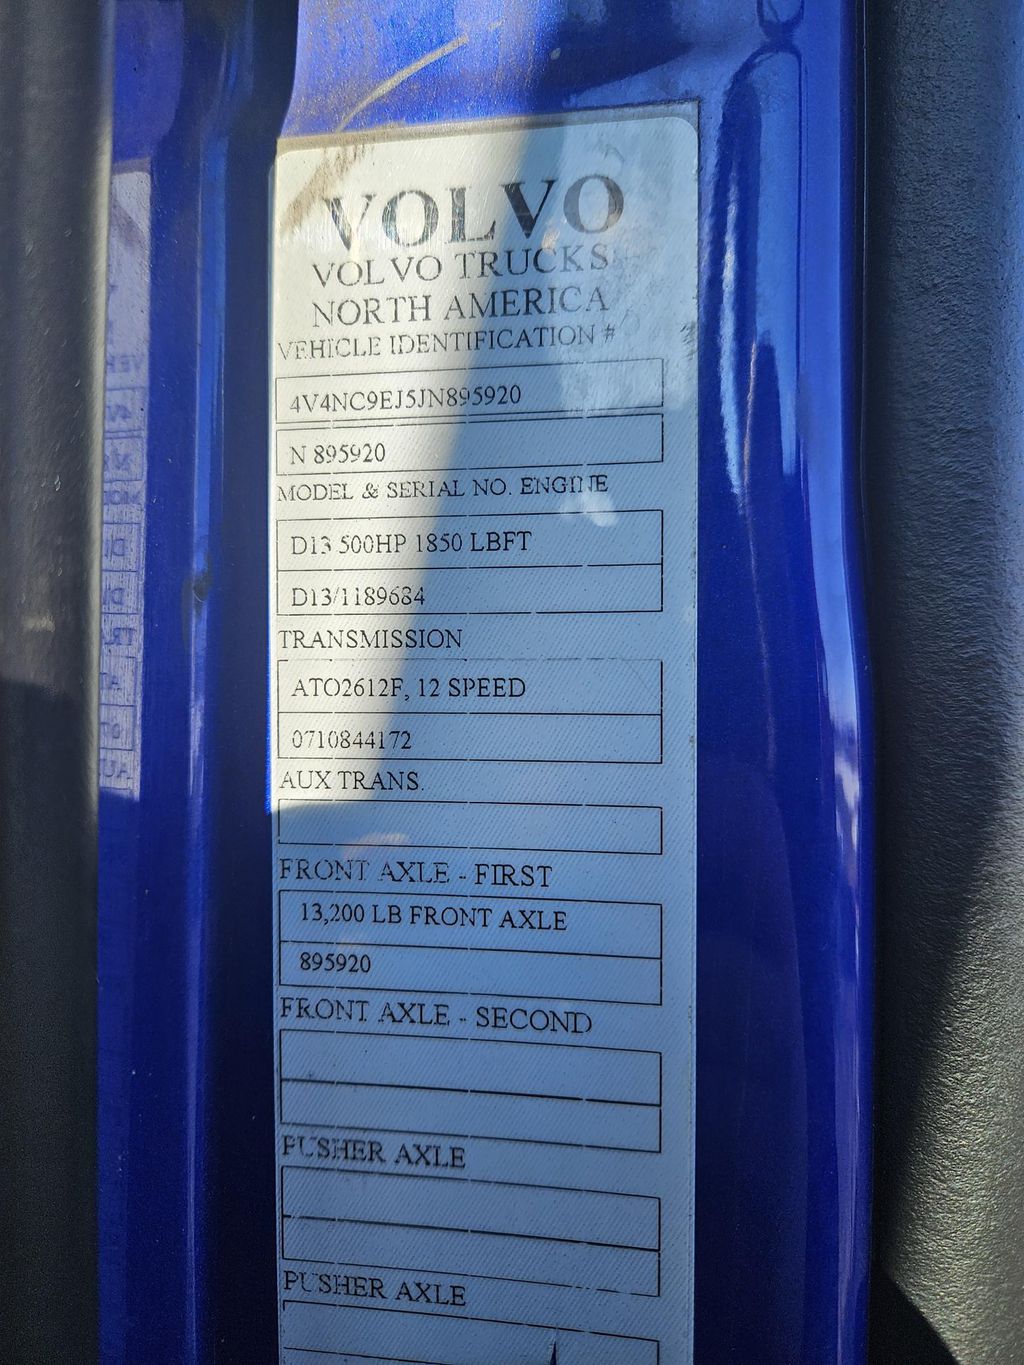 VOLVO
VOLVO TRUCKS
NORTH AMERICA
VEHICLE IDENTIFICATION #
4V4NC9EJ5JN895920
N 895920
MODEL & SERIAL NO. ENGINE
D13 500HP 1850 LBFT
D13/1189684
TRANSMISSION
ATO2612F, 12 SPEED
0710844172
AUX TRANS.
FRONT AXLE - FIRST
13,200 LB FRONT AXLE
895920
FRONT AXLE - SECOND
PUSHER AXLE
PUSHER AXLE